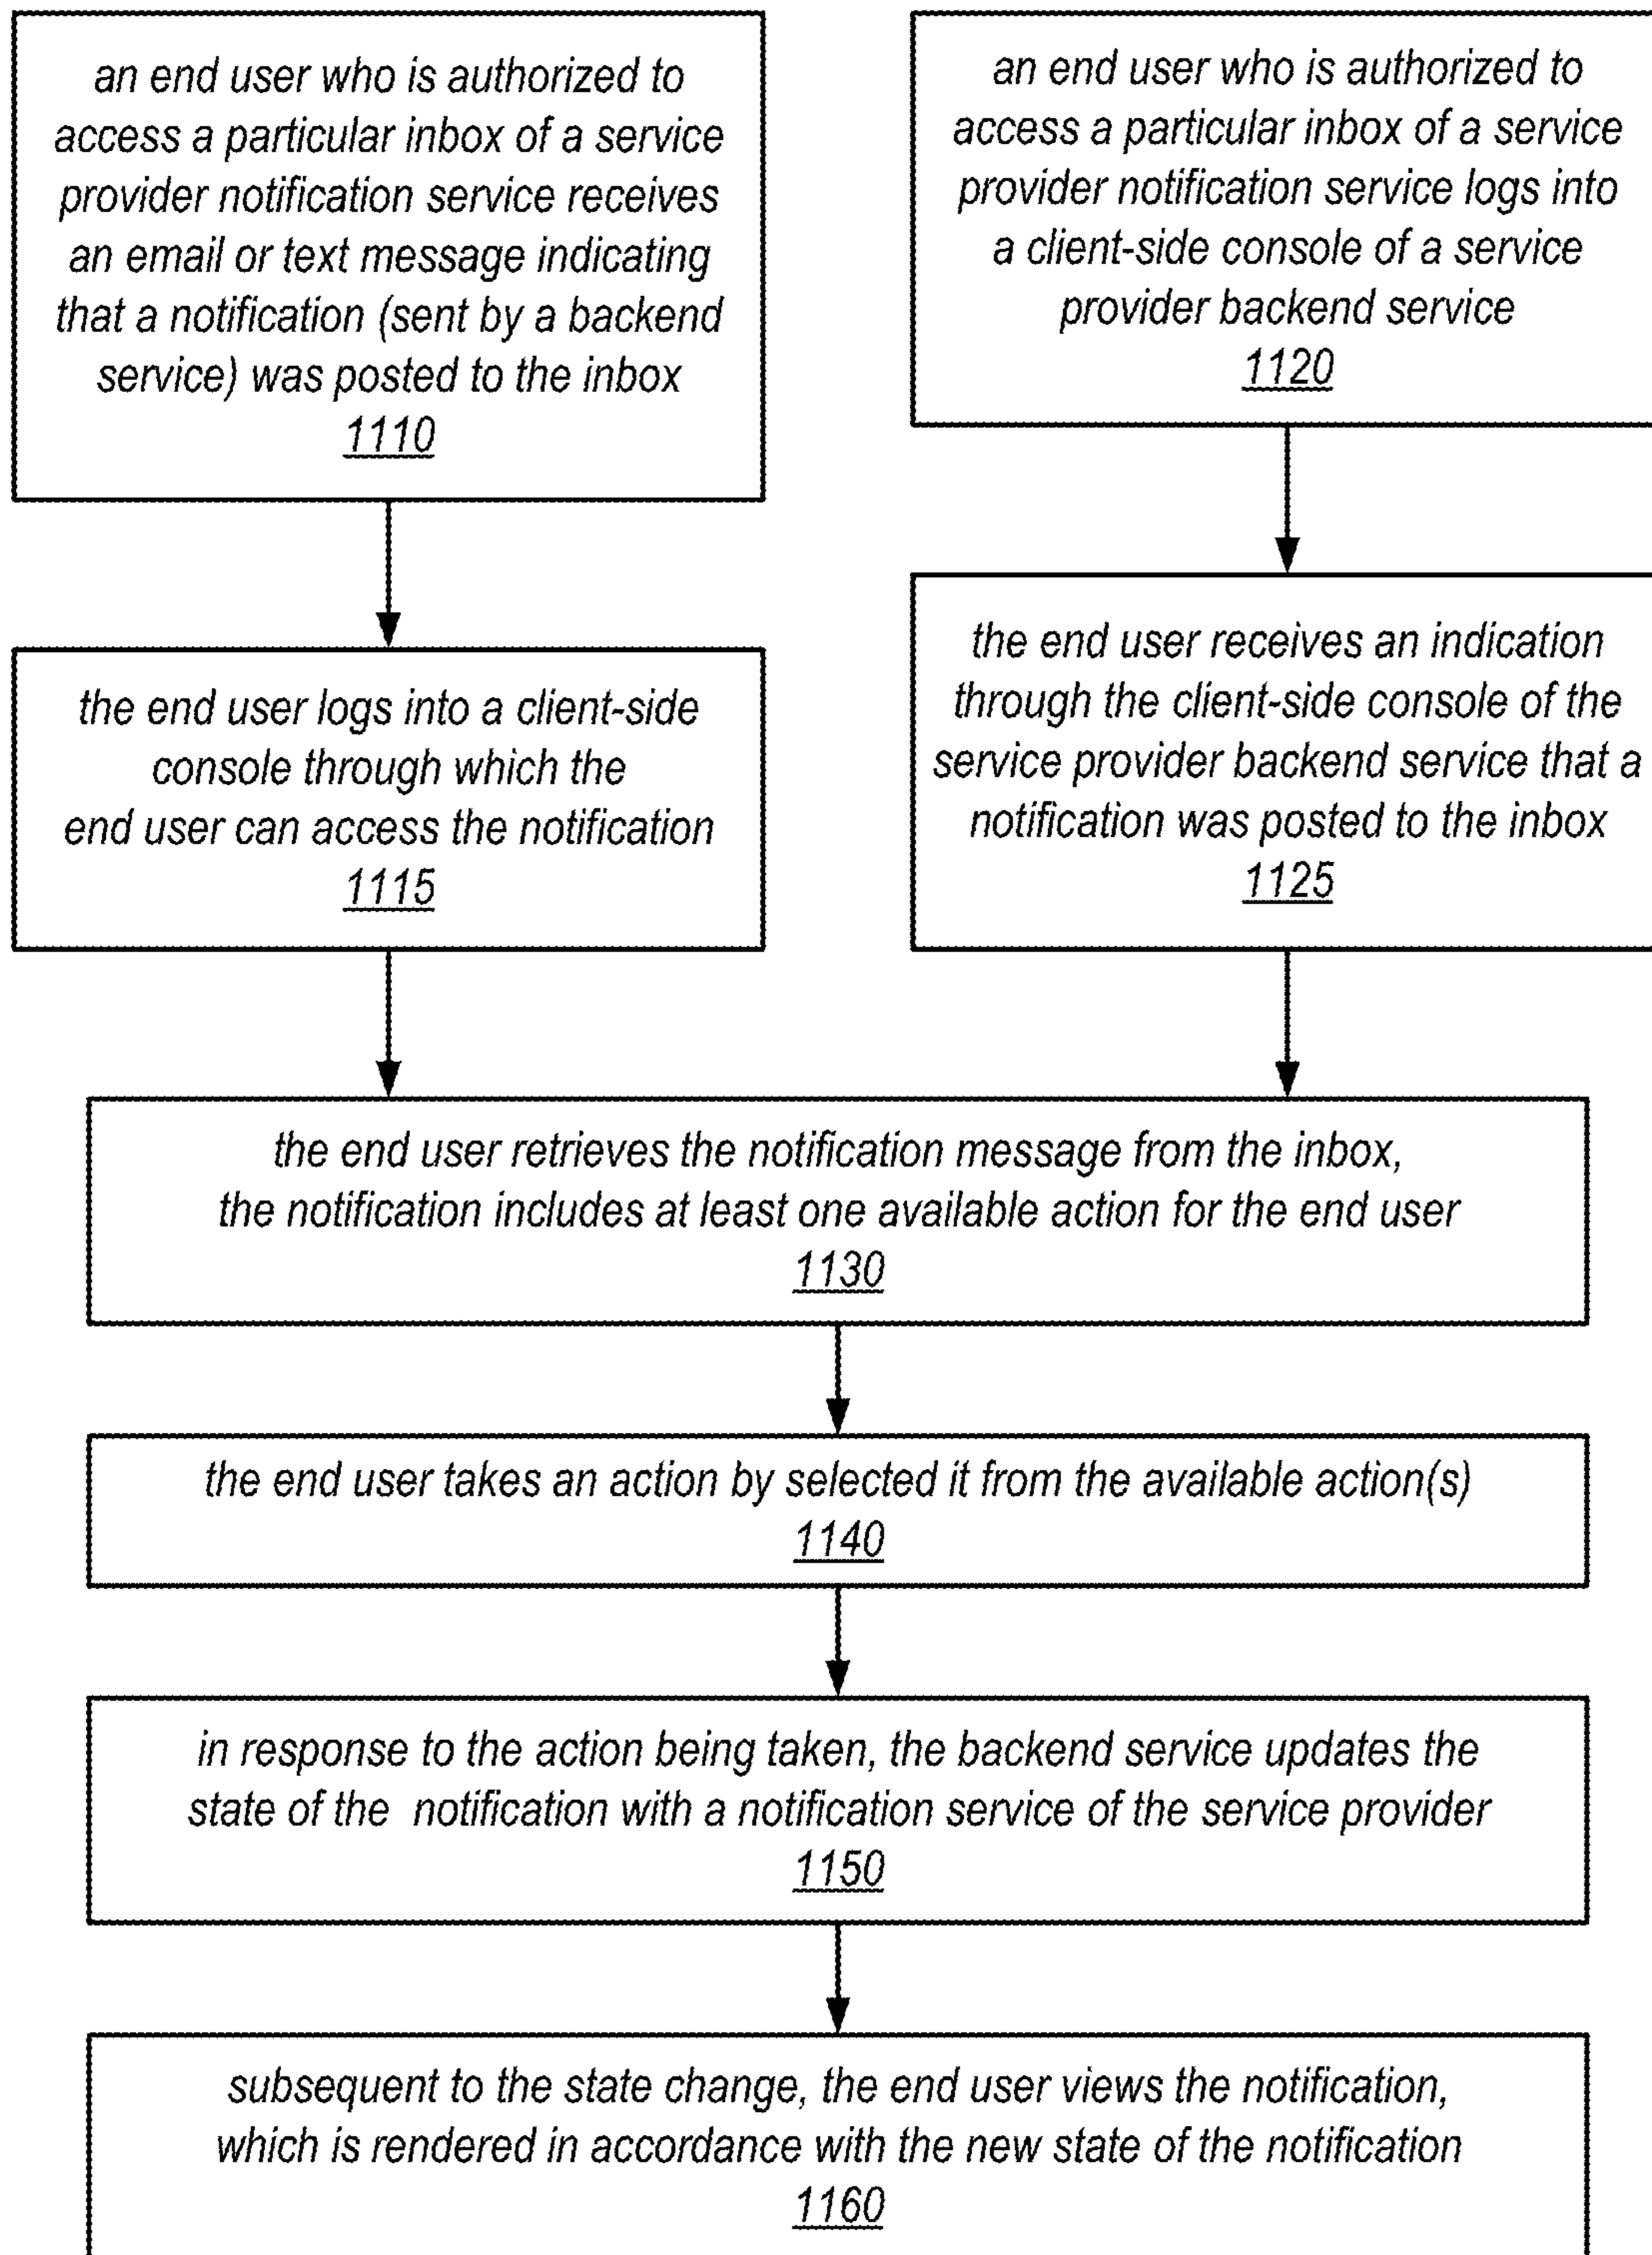 an end user who is authorized to
access a particular inbox of a service
provider notification service receives
an email or text message indicating
that a notification (sent by a backend
service) was posted to the inbox
1110
an end user who is authorized to
access a particular inbox of a service
provider notification service logs into
a client-side console of a service
provider backend service
1120
the end user logs into a client-side
console through which the
end user can access the notification
1115
the end user receives an indication
through the client-side console of the
service provider backend service that a
notification was posted to the inbox
1125
the end user retrieves the notification message from the inbox,
the notification includes at least one available action for the end user
1130
the end user takes an action by selected it from the available action(s)
1140
in response to the action being taken, the backend service updates the
state of the notification with a notification service of the service provider
1150
subsequent to the state change, the end user views the notification,
which is rendered in accordance with the new state of the notification
1160